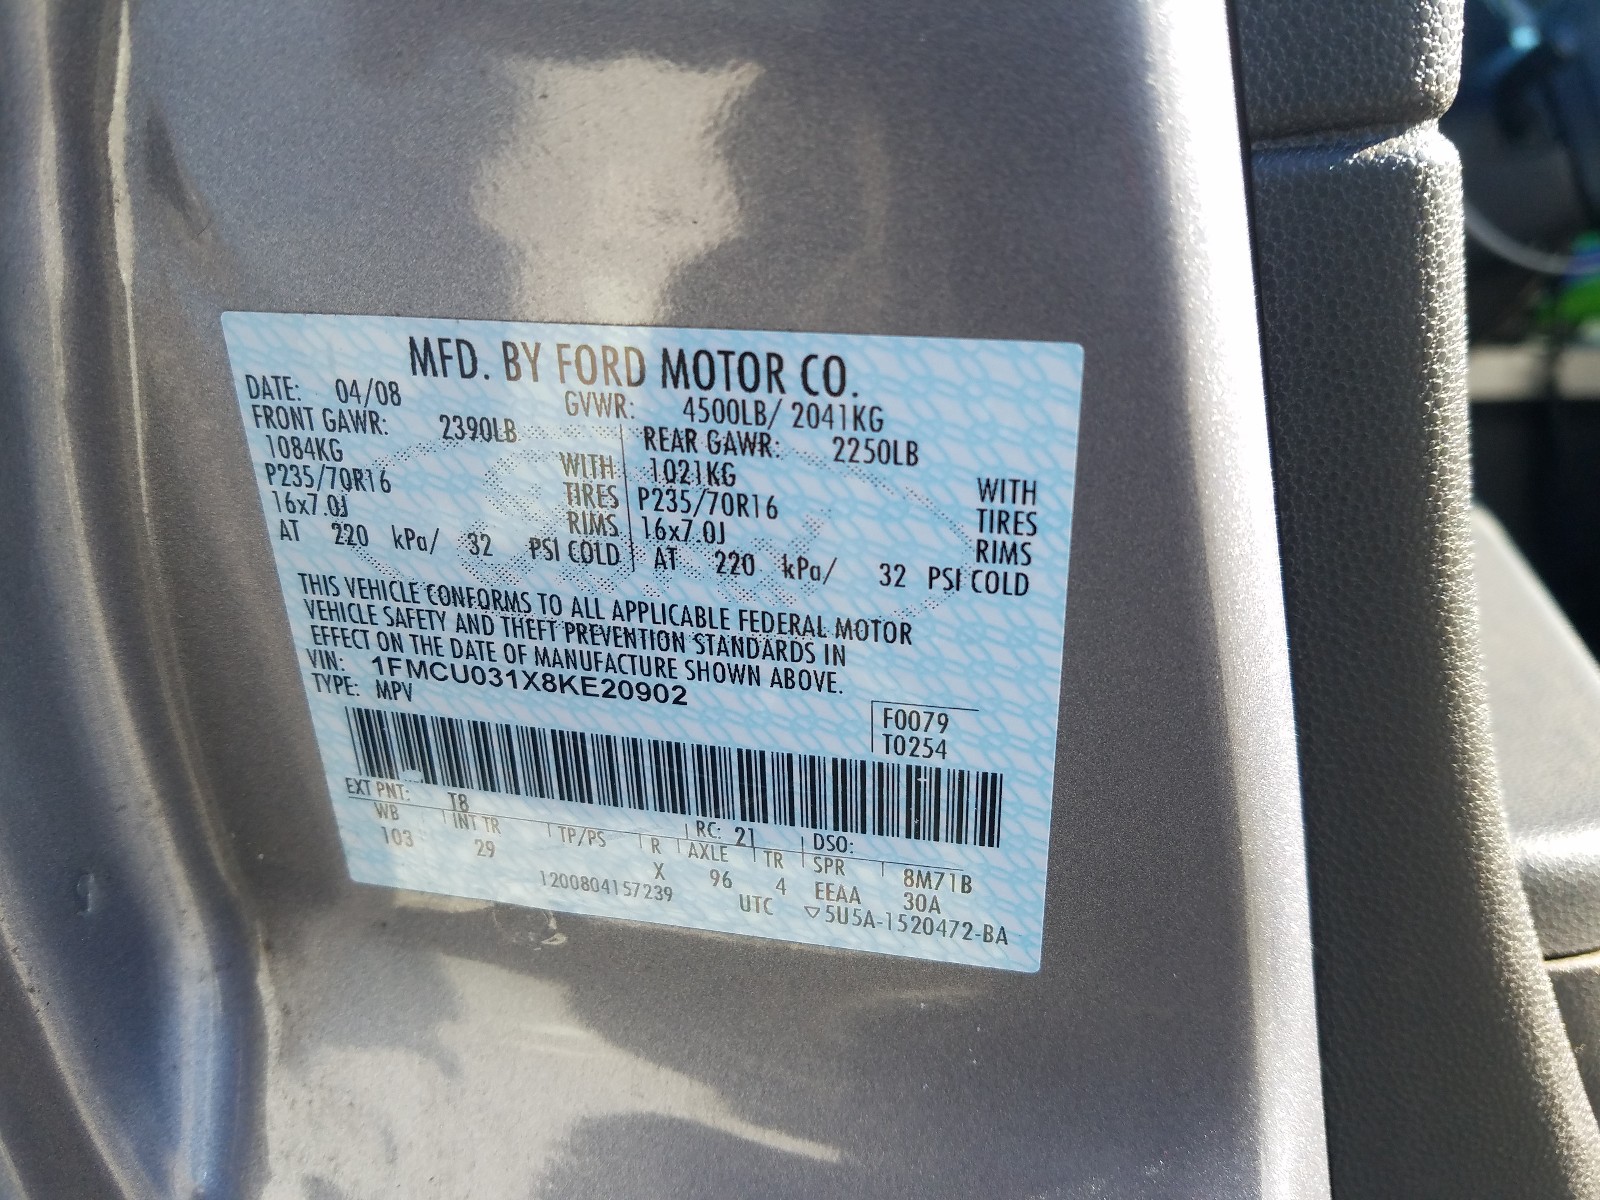 MFD. BY FORD MOTOR CO.
DATE: 04/08 GVWR: 4500LB/ 2041KG
FRONT GAWR: 2390LB REAR GAWR: 2250LB
1084KG WITH 1021KG WITH
P235/70R16 TIRES P235/70R16 TIRES
16x7.0J RIMS 16x7.0J RIMS
AT 220 kPa/ 32 PSI COLD AT 220 kPa/ 32 PSI COLD
THIS VEHICLE CONFORMS TO ALL APPLICABLE FEDERAL MOTOR
VEHICLE SAFETY AND THEFT PREVENTION STANDARDS IN
EFFECT ON THE DATE OF MANUFACTURE SHOWN ABOVE.
VIN: 1FMCU031X8KE20902
TYPE: MPV
F0079
T0254
EXT PNT: T8 RC: 21 DSO:
WB INT TR TP/PS R AXLE TR SPR 8M71B
103 29 X 96 4 EEAA 30A
1200804157239 UTC ▽5U5A-1520472-BA